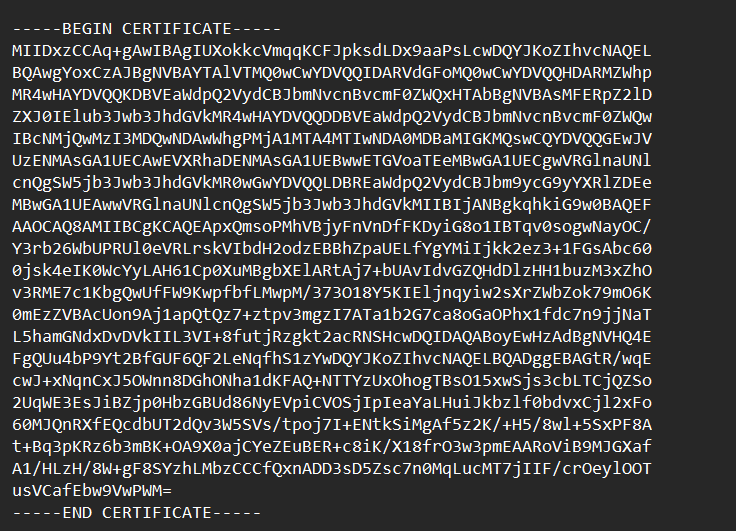 -----BEGIN CERTIFICATE-----
MIIDxzCCAq+gAwIBAgIUXokkcVmqqKCFJpksdLDx9aaPsLcwDQYJKoZIhvcNAQEL
BQAwgYoxCzAJBgNVBAYTAlVTMQ0wCwYDVQQIDARVdGFoMQ0wCwYDVQQHDARMZWhp
MR4wHAYDVQQKDBVEaWdpQ2VydCBJbmNvcnBvcmF0ZWQxHTAbBgNVBAsMFERpZ2lD
ZXJ0IElub3Jwb3JhdGVkMR4wHAYDVQQDDBVEaWdpQ2VydCBJbmNvcnBvcmF0ZWQw
IBcNMjQwMzI3MDQwNDAwWhgPMjA1MTA4MTIwNDA0MDBaMIGKMQswCQYDVQQGEwJV
UzENMAsGA1UECAwEVXRhaDENMAsGA1UEBwwETGVoaTEeMBwGA1UECgwVRGlnaUNl
cnQgSW5jb3Jwb3JhdGVkMR0wGwYDVQQLDBREaWdpQ2VydCBJbm9ycG9yYXRlZDEe
MBwGA1UEAwwVRGlnaUNlcnQgSW5jb3Jwb3JhdGVkMIIBIjANBgkqhkiG9w0BAQEF
AAOCAQ8AMIIBCgKCAQEApxQmsoPMhVBjyFnVnDfFKDyiG8o1IBTqv0sogwNayOC/
Y3rb26WbUPRUl0eVRLrskVIbdH2odzEBBhZpaUELfYgYMiIjkk2ez3+1FGsAbc60
0jsk4eIK0WcYyLAH61Cp0XuMBgbXElARtAj7+bUAvIdvGZQHdDlzHH1buzM3xZhO
v3RME7c1KbgQwUfFW9KwpfbfLMwpM/373O18Y5KIEljnqyiw2sXrZWbZok79mO6K
0mEzZVBAcUon9Aj1apQtQz7+ztpv3mgzI7ATa1b2G7ca8oGaOPhx1fdc7n9jjNaT
L5hamGNdxDvDVkIIL3VI+8futjRzgkt2acRNSHcwDQIDAQABoyEwHzAdBgNVHQ4E
FgQUu4bP9Yt2BfGUF6QF2LeNqfhS1zYwDQYJKoZIhvcNAQELBQADggEBAGtR/wqE
cwJ+xNqnCxJ5OWnn8DGhONha1dKFAQ+NTTYzUxOhogTBsO15xwSjs3cbLTCjQZSo
2UqWE3EsJiBZjp0HbzGBUd86NyEVpiCVOSjIpIeaYaLHuiJkbzlf0bdvxCjl2xFo
60MJQnRXfEQcdbUT2dQv3W5SVs/tpoj7I+ENtkSiMgAf5z2K/+H5/8wl+5SxPF8A
t+Bq3pKRz6b3mBK+OA9X0ajCYeZEuBER+c8iK/X18frO3w3pmEAARoViB9MJGXaf
A1/HLzH/8W+gF8SYzhLMbzCCCfQxnADD3sD5Zsc7n0MqLucMT7jIIF/crOeylOOT
usVCafEbw9VwPWM=
-----END CERTIFICATE-----